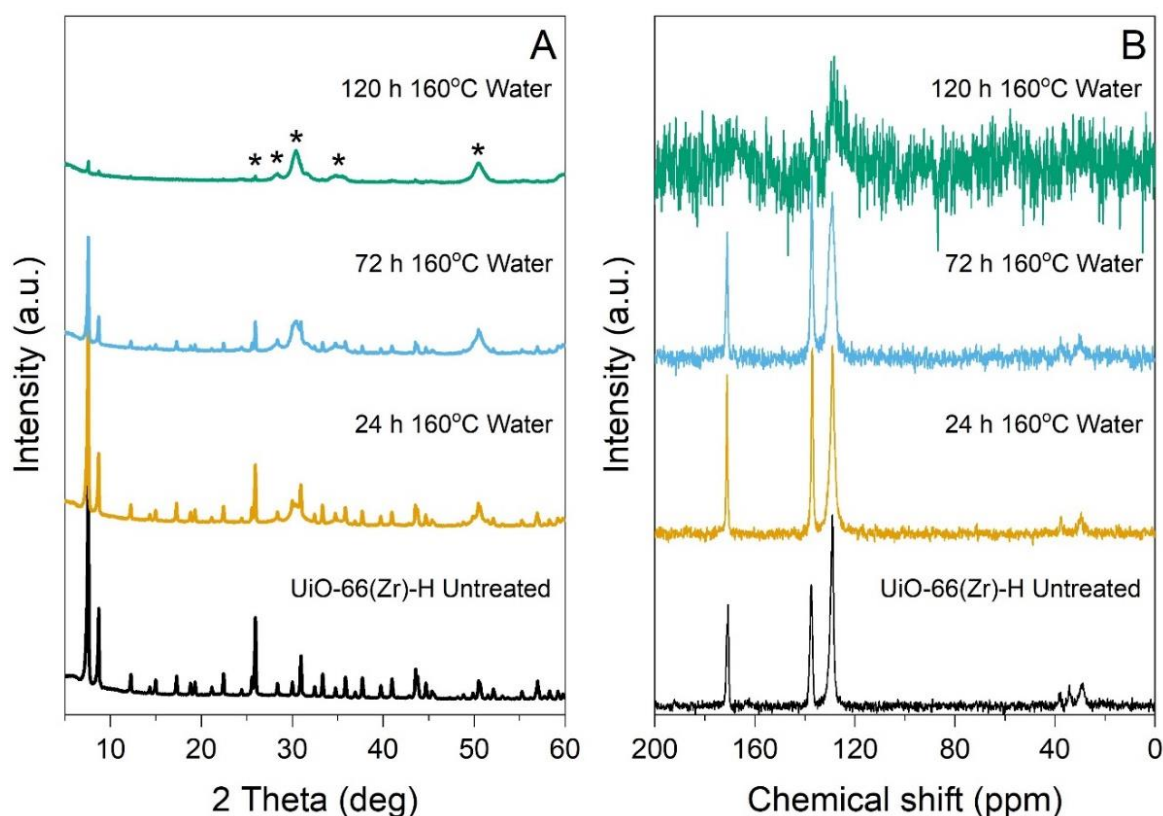 A
120 h 160°C Water
* * * * *
72 h 160°C Water
24 h 160°C Water
UiO-66(Zr)-H Untreated
Intensity (a.u.)
10 20 30 40 50 60
2 Theta (deg)
B
120 h 160°C Water
72 h 160°C Water
24 h 160°C Water
UiO-66(Zr)-H Untreated
Intensity (a.u.)
200 160 120 80 40 0
Chemical shift (ppm)